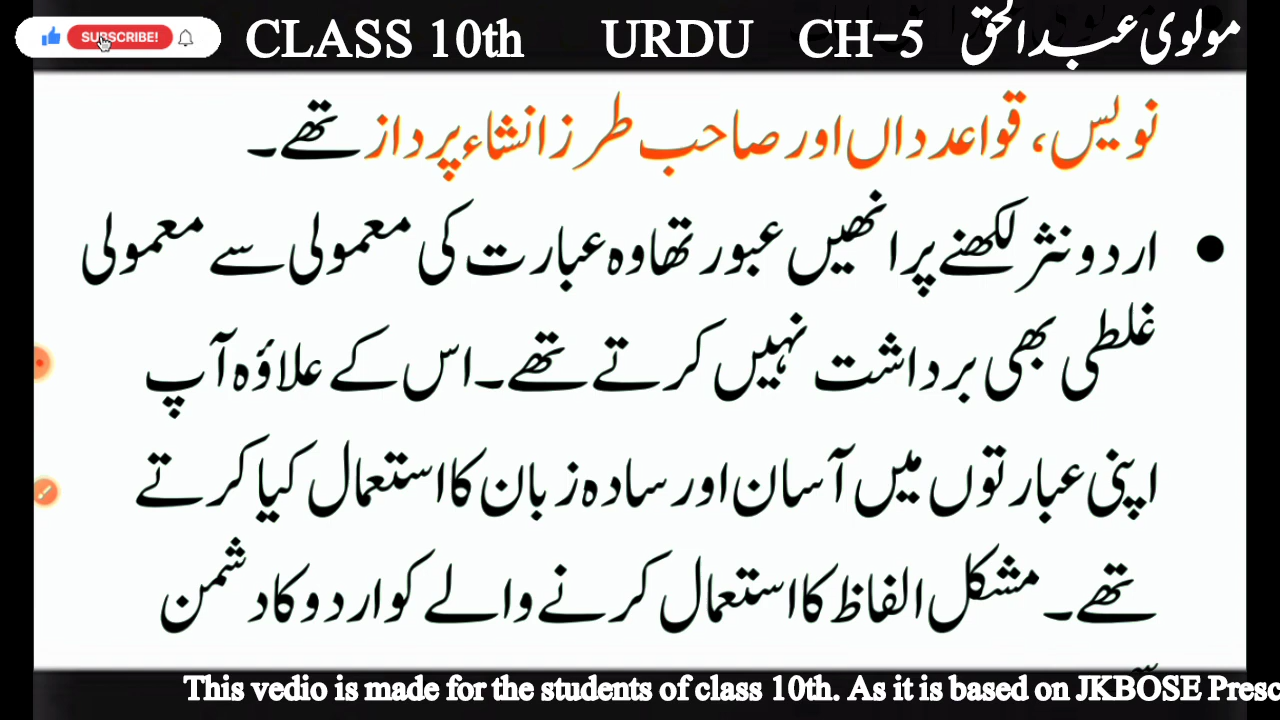 SUBSCRIBE!
CLASS 10th URDU CH-5 مولوی عبدالحق
نویس، قواعد داں اور صاحب طرز انشاء پرداز تھے۔
● اردو نثر لکھنے پر انھیں عبور تھا وہ عبارت کی معمولی سے معمولی
غلطی بھی برداشت نہیں کرتے تھے۔ اس کے علاؤہ آپ
اپنی عبارتوں میں آسان اور سادہ زبان کا استعمال کیا کرتے
تھے۔ مشکل الفاظ کا استعمال کرنے والے کو اردو کا دشمن
This vedio is made for the students of class 10th. As it is based on JKBOSE Presc